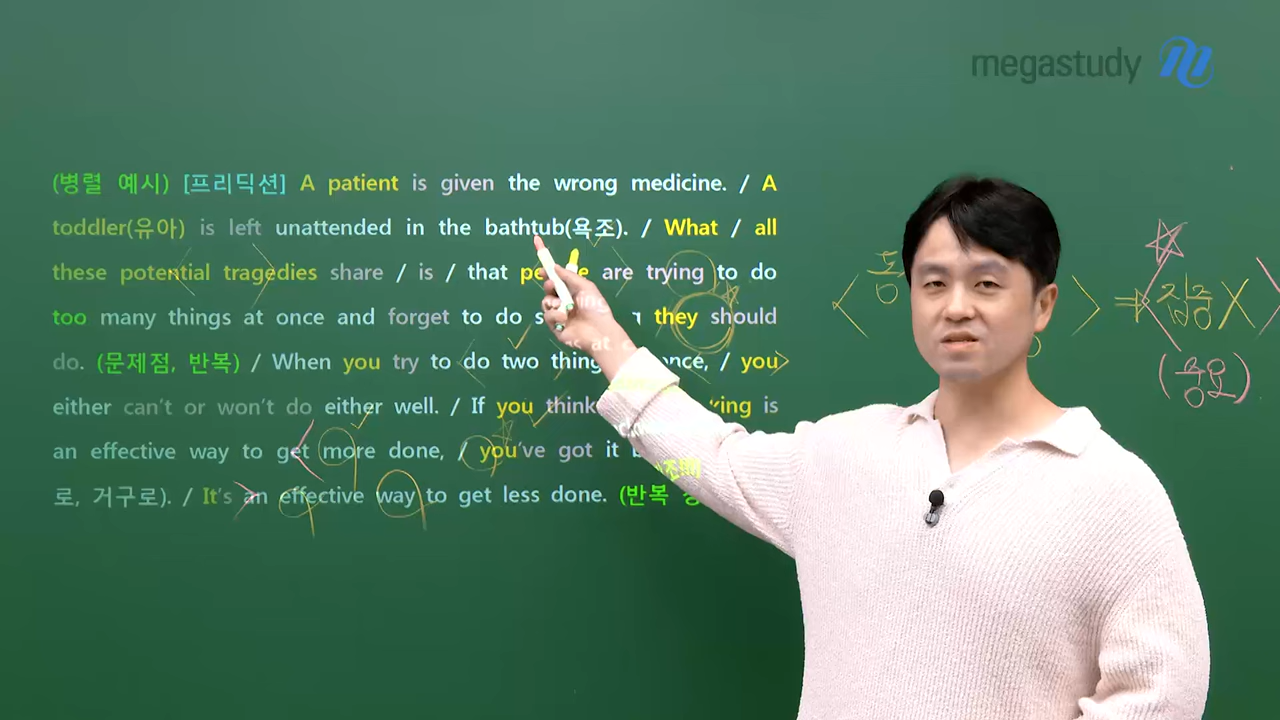 megastudy
(병렬 예시) [프리딕션] A patient is given the wrong medicine. / A
toddler(유아) is left unattended in the bathtub(욕조). / What / all
these potential tragedies share / is / that are trying to do
too many things at once and forget to do they should
do. (문제점, 반복) / When you try to do two things once, / you
either can't or won't do either well. / If you think is
an effective way to get more done, / you've got it
로, 거구로). / It's an effective way to get less done. (반복
동
⇒ 집중 X
(중요)